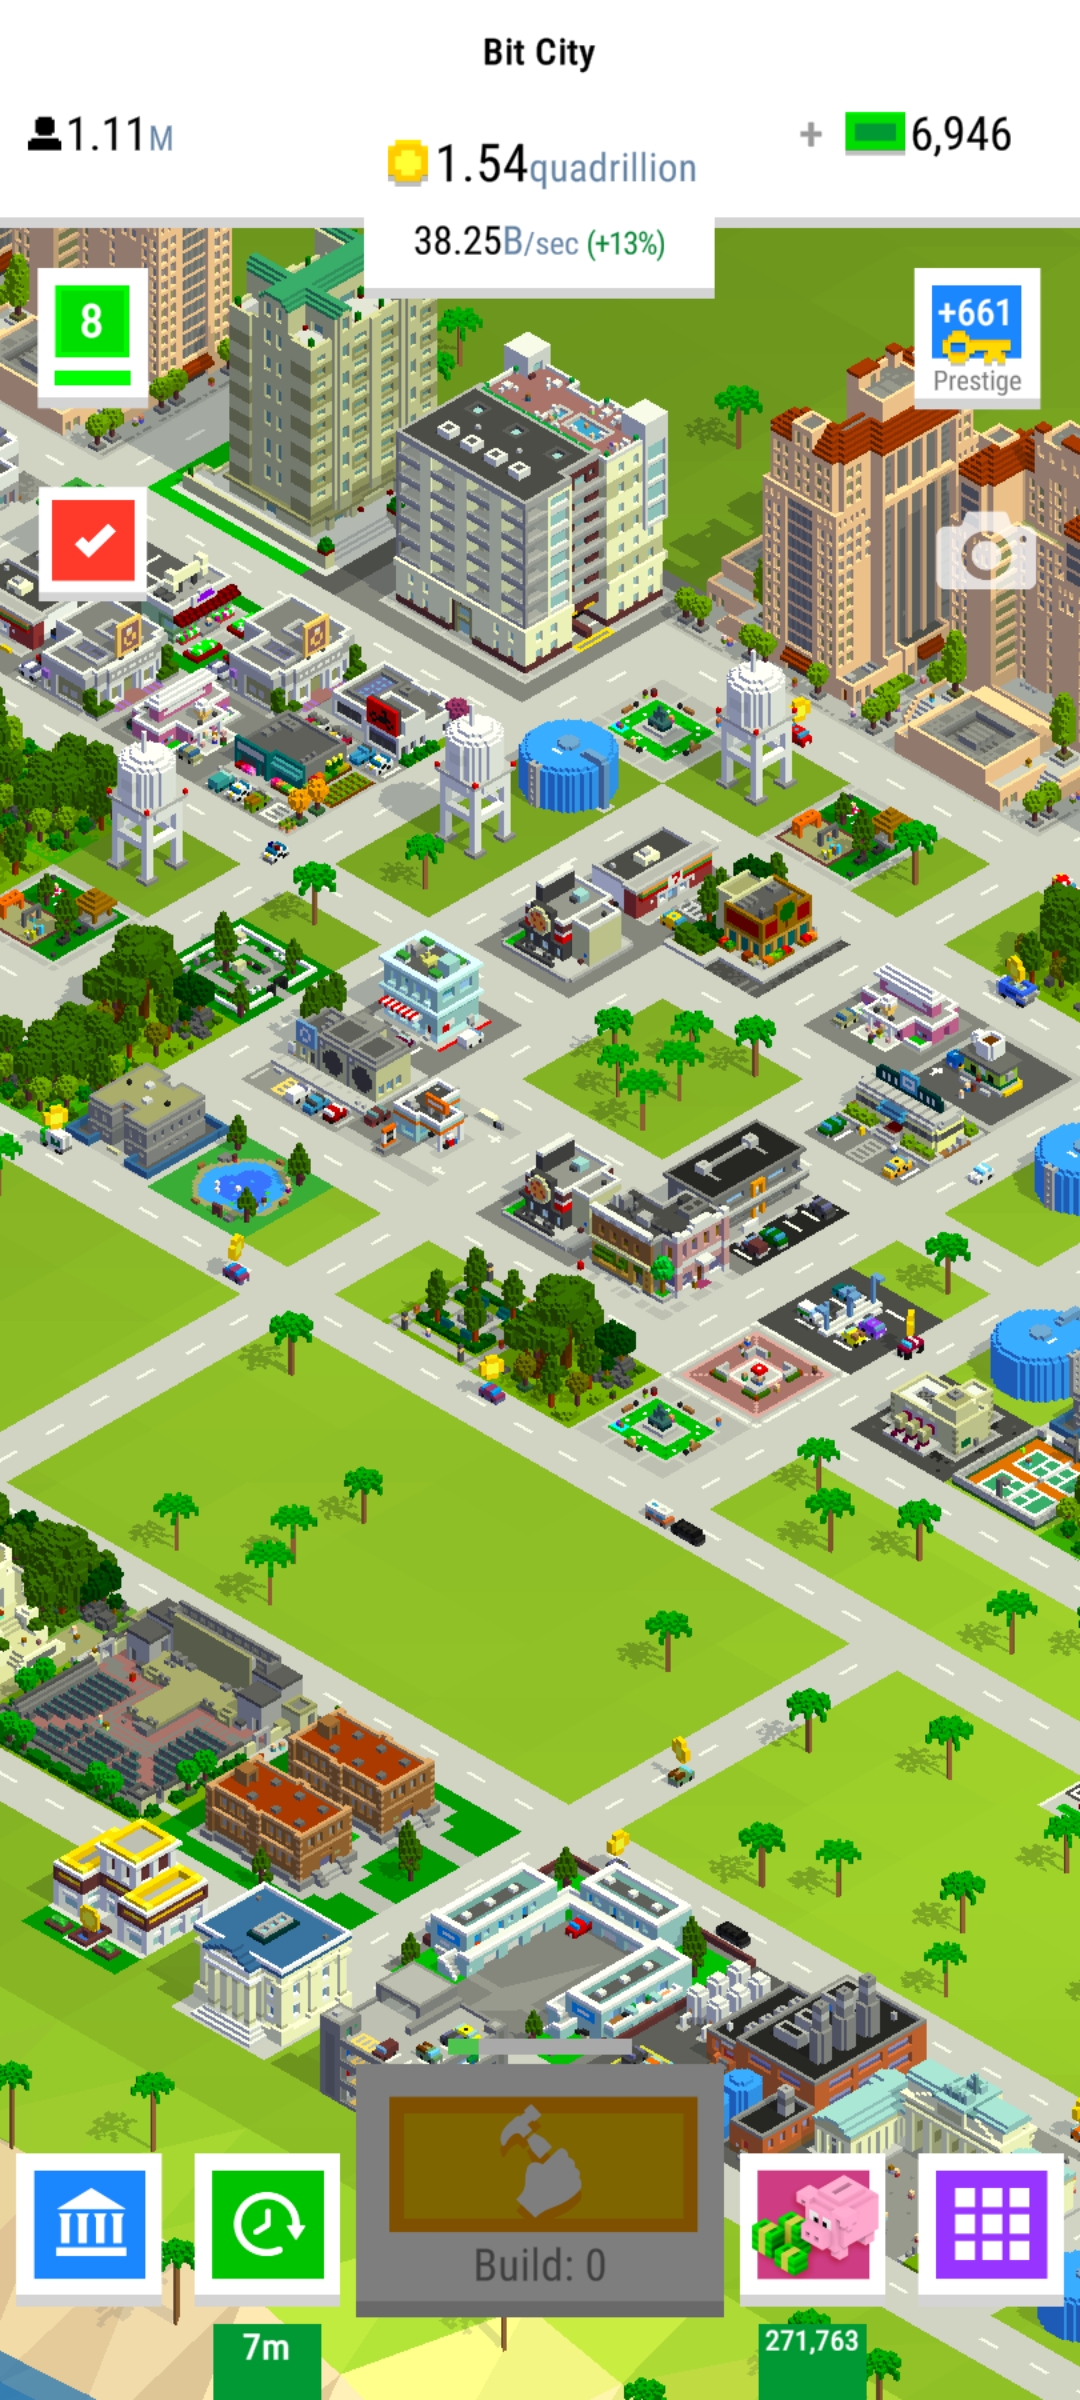 Bit City
1.11M
+ 6,946
1.54quadrillion
38.25B/sec (+13%)
8
+661
Prestige
Build: 0
7m
271,763